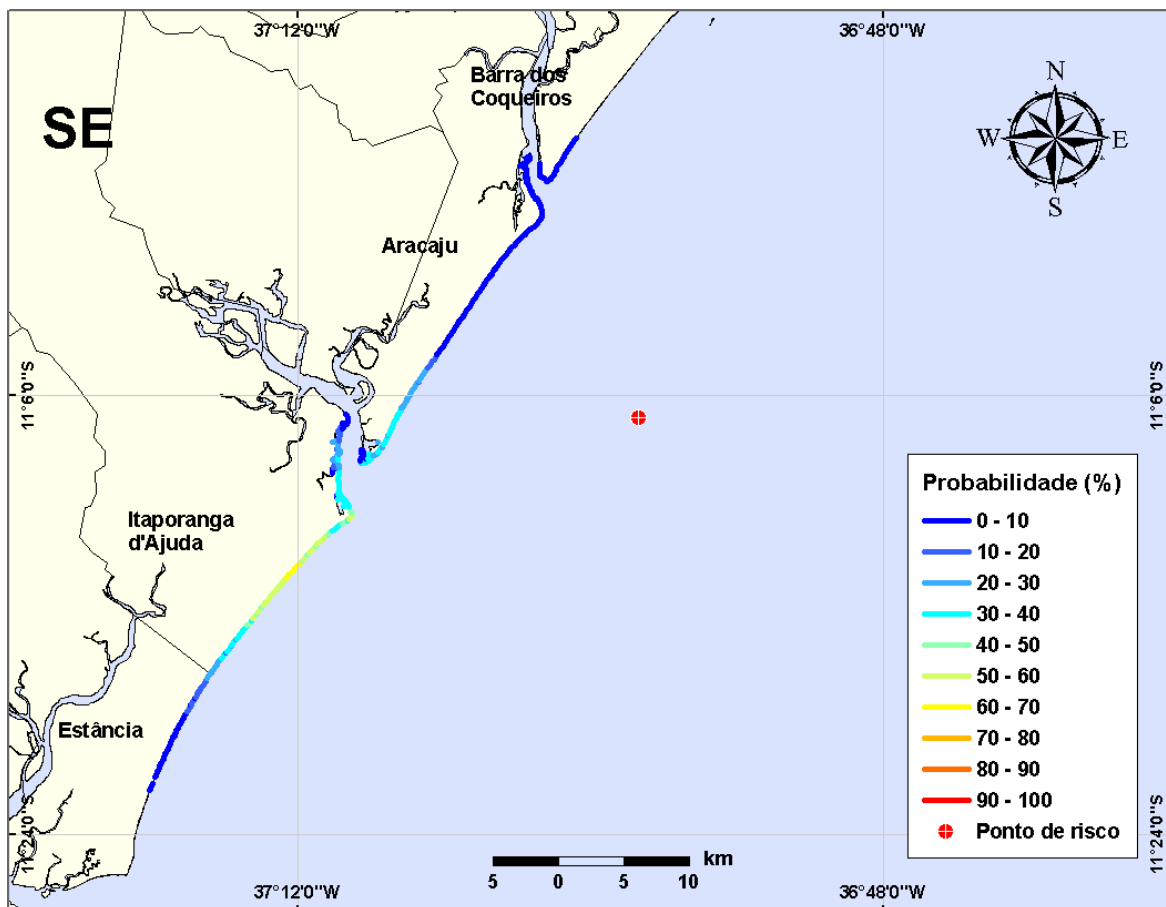 37°12'0"W
36°48'0"W
Barra dos
Coqueiros
SE
N
W
E
S
Aracaju
11°6'0"S
11°6'0"S
Probabilidade (%)
0 - 10
10 - 20
20 - 30
30 - 40
40 - 50
50 - 60
60 - 70
70 - 80
80 - 90
90 - 100
Ponto de risco
Itaporanga
d'Ajuda
Estância
11°24'0"S
11°24'0"S
km
5 0 5 10
37°12'0"W
36°48'0"W